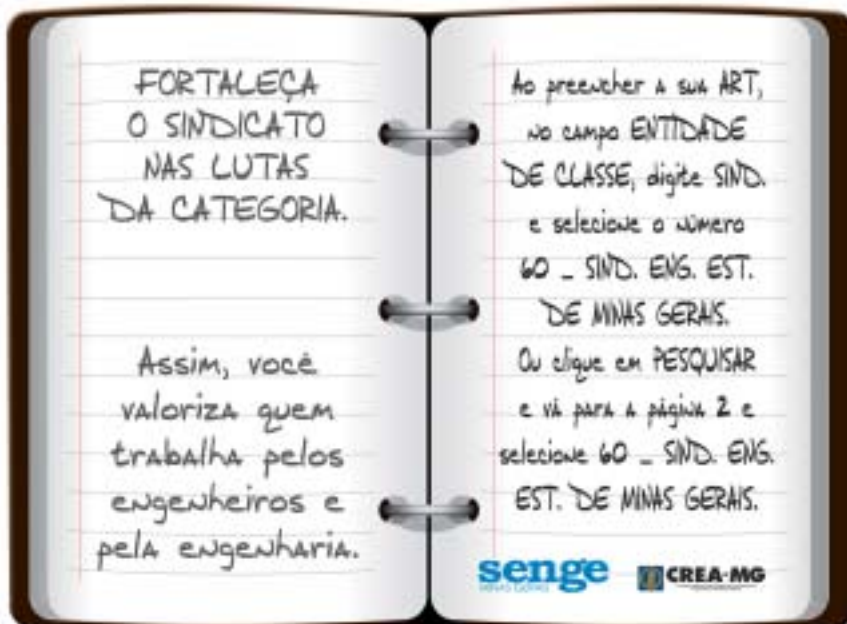 FORTALEÇA
O SINDICATO
NAS LUTAS
DA CATEGORIA.
Assim, você
valoriza quem
trabalha pelos
engenheiros e
pela engenharia.
Ao preencher a sua ART,
no campo ENTIDADE
DE CLASSE, digite SIND.
e selecione o número
60 _ SIND. ENG. EST.
DE MINAS GERAIS.
Ou clique em PESQUISAR
e vá para a página 2 e
selecione 60 _ SIND. ENG.
EST. DE MINAS GERAIS.
senge
MINAS GERAIS
CREA-MG